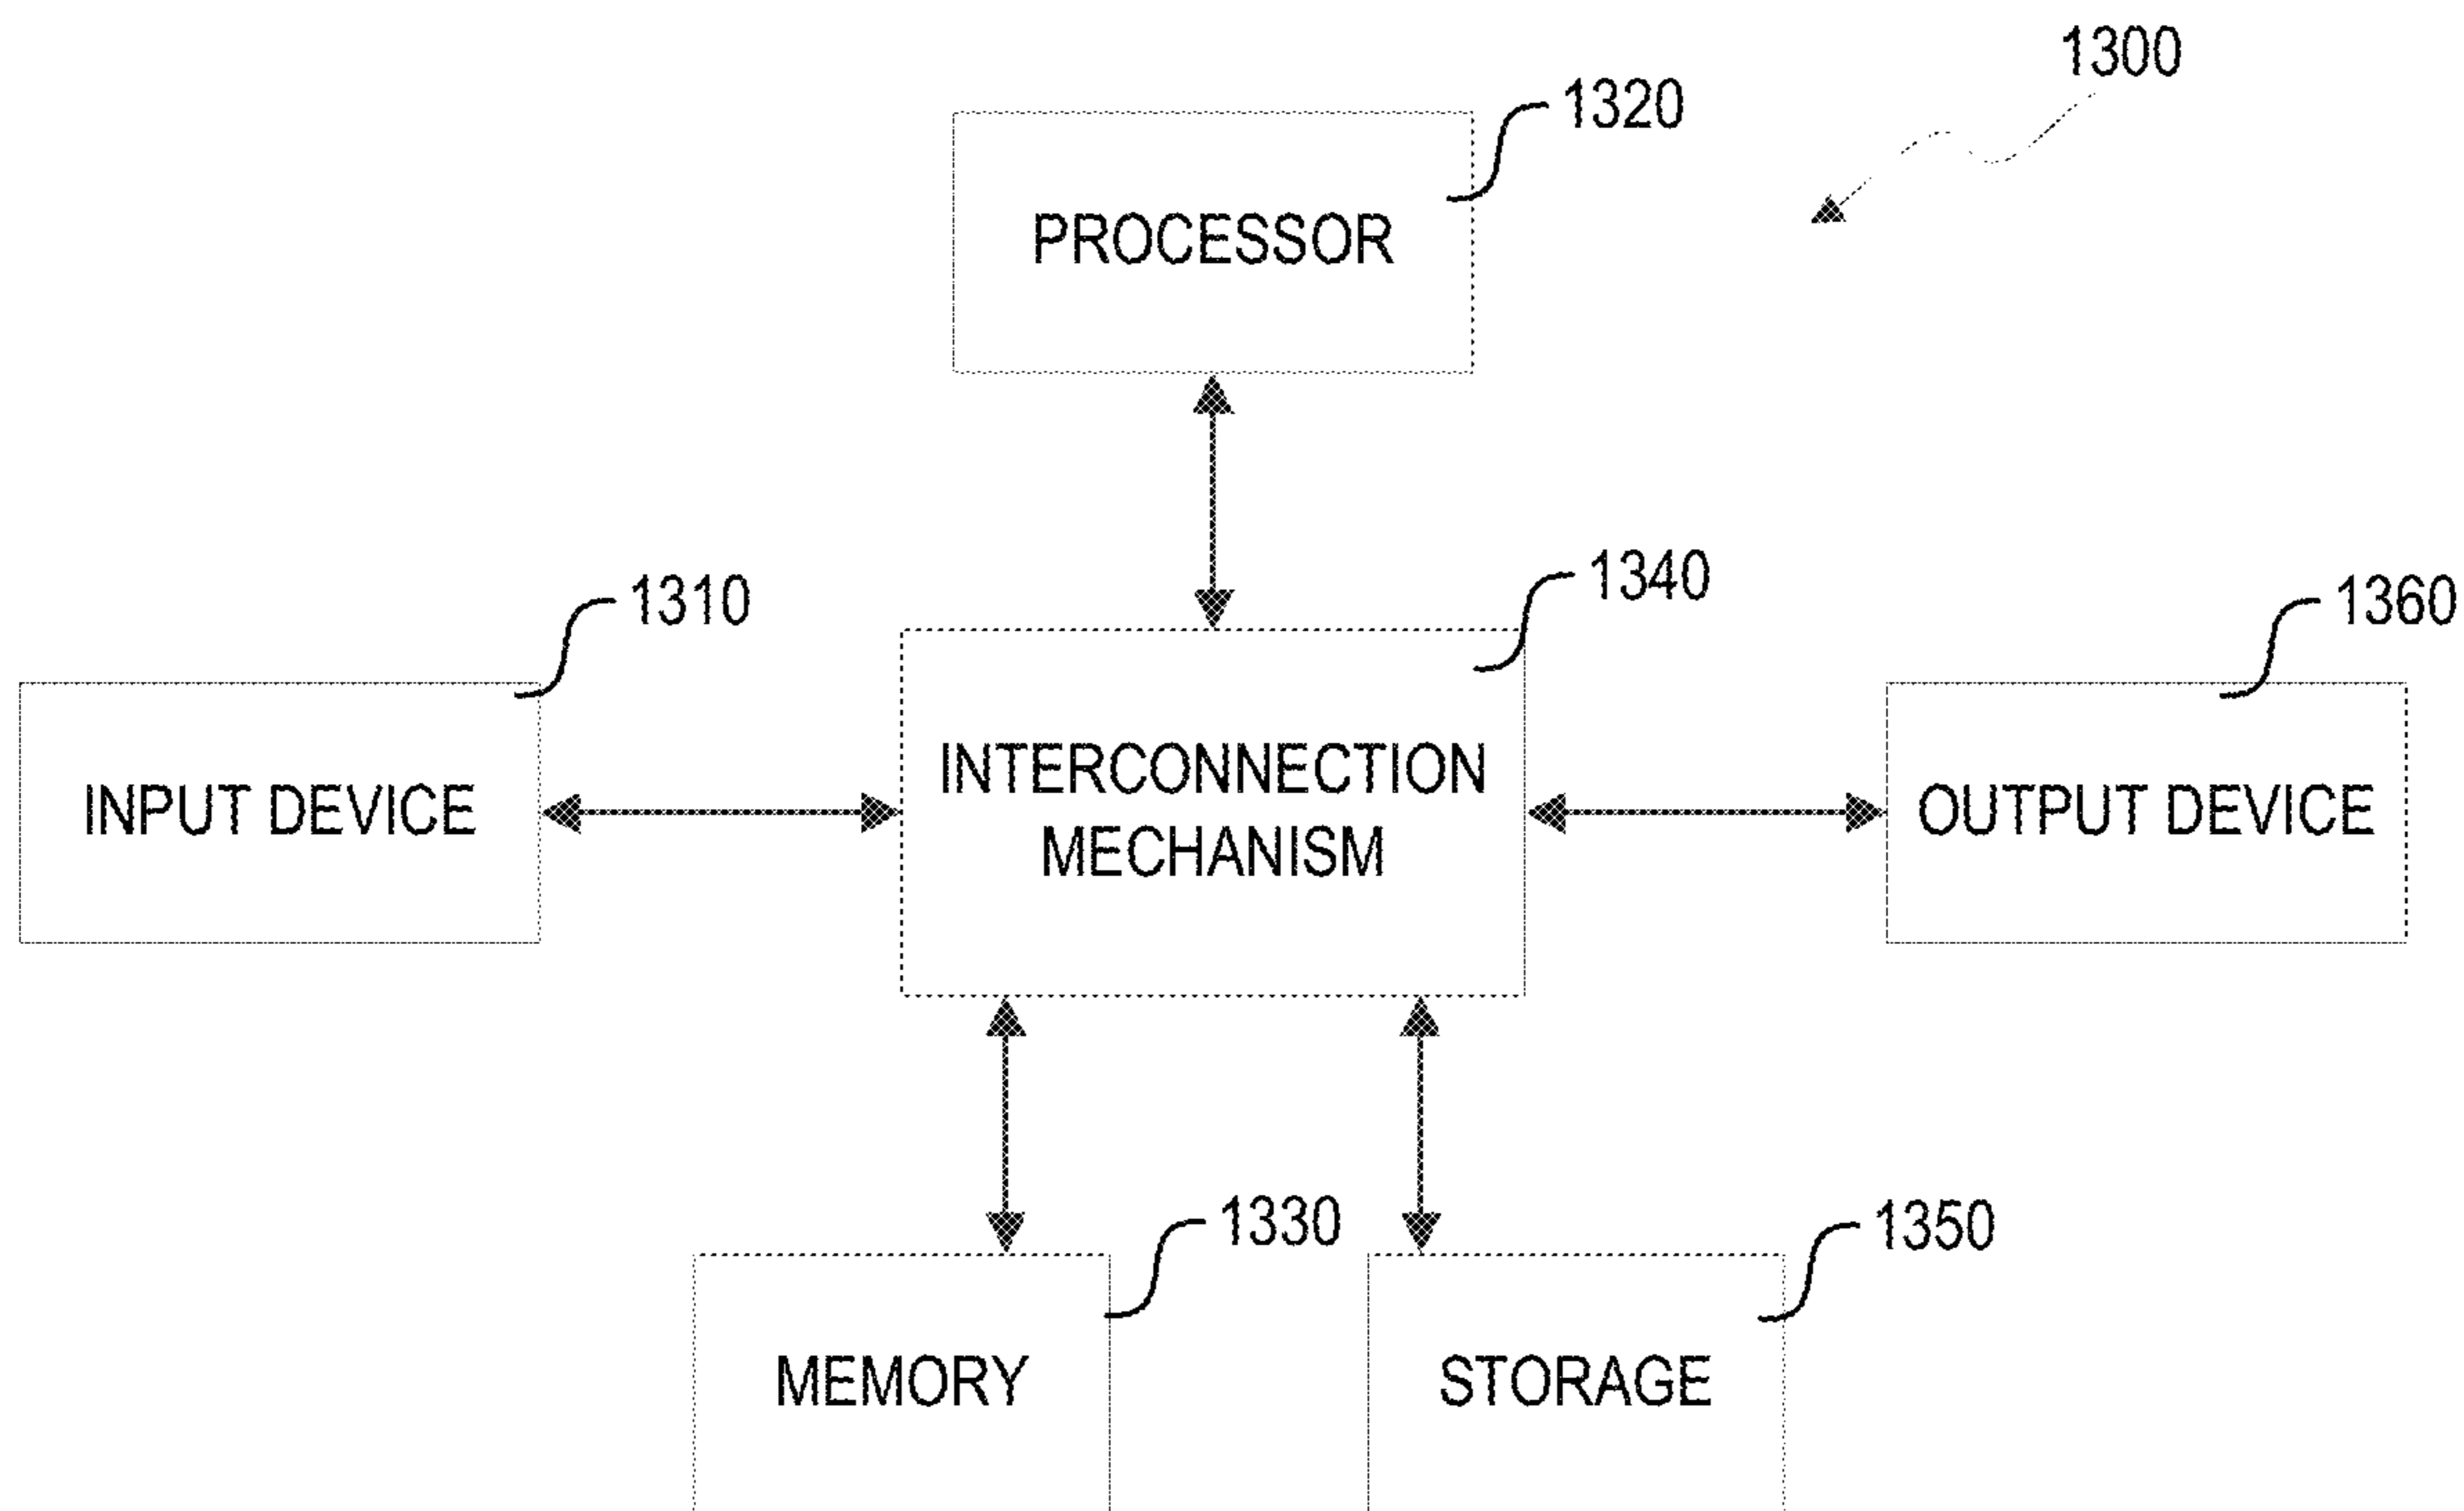 1300
1320
PROCESSOR
1310
1340
1360
INPUT DEVICE
INTERCONNECTION
MECHANISM
OUTPUT DEVICE
1330
1350
MEMORY
STORAGE